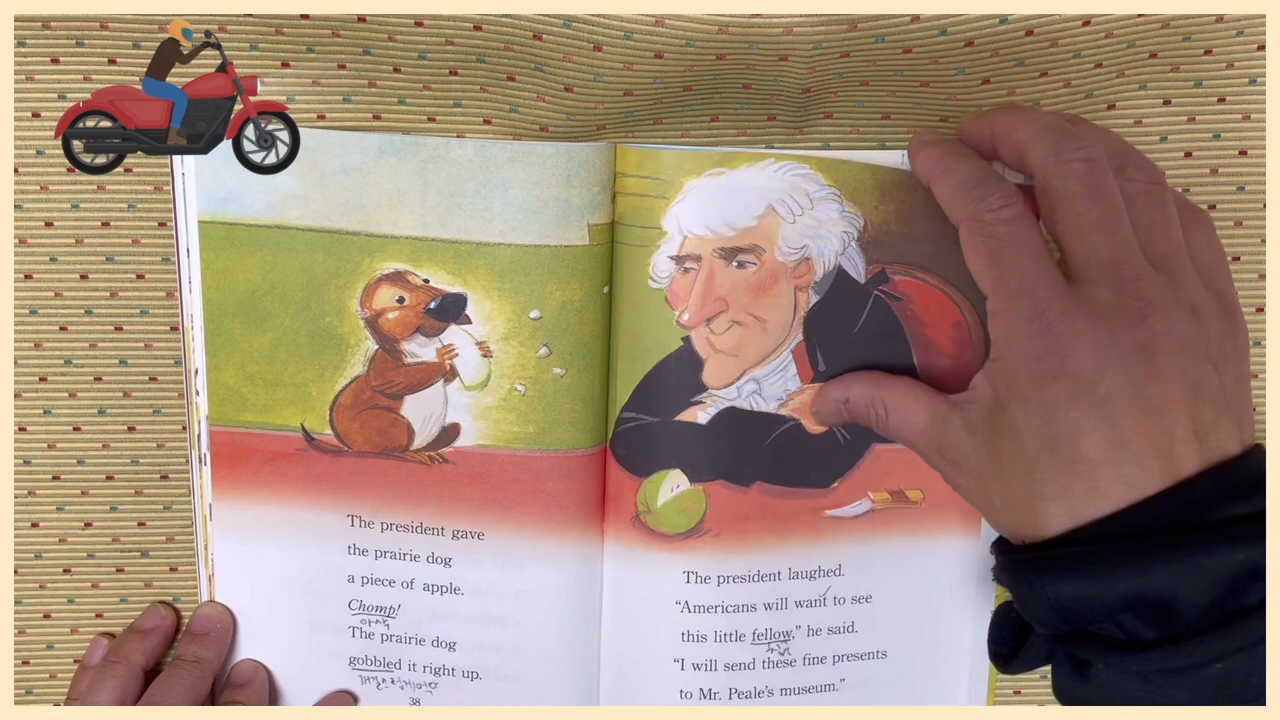 The president gave
the prairie dog
a piece of apple.
Chomp!
아삭
The prairie dog
gobbled it right up.
38
The president laughed.
“Americans will want to see
this little fellow,” he said.
“I will send these fine presents
to Mr. Peale's museum.”